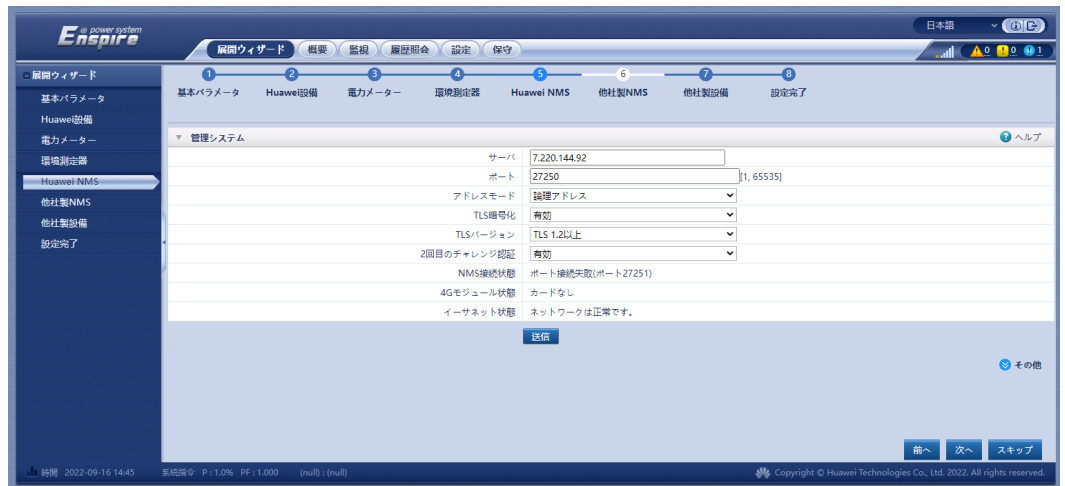 e power system
Enspire
日本語
展開ウィザード 概要 監視 履歴照会 設定 保守
0 0 1
展開ウィザード
基本パラメータ
Huawei設備
電力メーター
環境測定器
Huawei NMS
他社製NMS
他社製設備
設定完了
1 2 3 4 5 6 7 8
基本パラメータ Huawei設備 電力メーター 環境測定器 Huawei NMS 他社製NMS 他社製設備 設定完了
管理システム ヘルプ
サーバ 7.220.144.92
ポート 27250 [1, 65535]
アドレスモード 論理アドレス
TLS暗号化 有効
TLSバージョン TLS 1.2以上
2回目のチャレンジ認証 有効
NMS接続状態 ポート接続失敗(ポート27251)
4Gモジュール状態 カードなし
イーサネット状態 ネットワークは正常です。
送信
その他
前へ 次へ スキップ
時間 2022-09-16 14:45 系統指令 P : 1.0% PF : 1.000 (null) : (null) Copyright © Huawei Technologies Co., Ltd. 2022. All rights reserved.